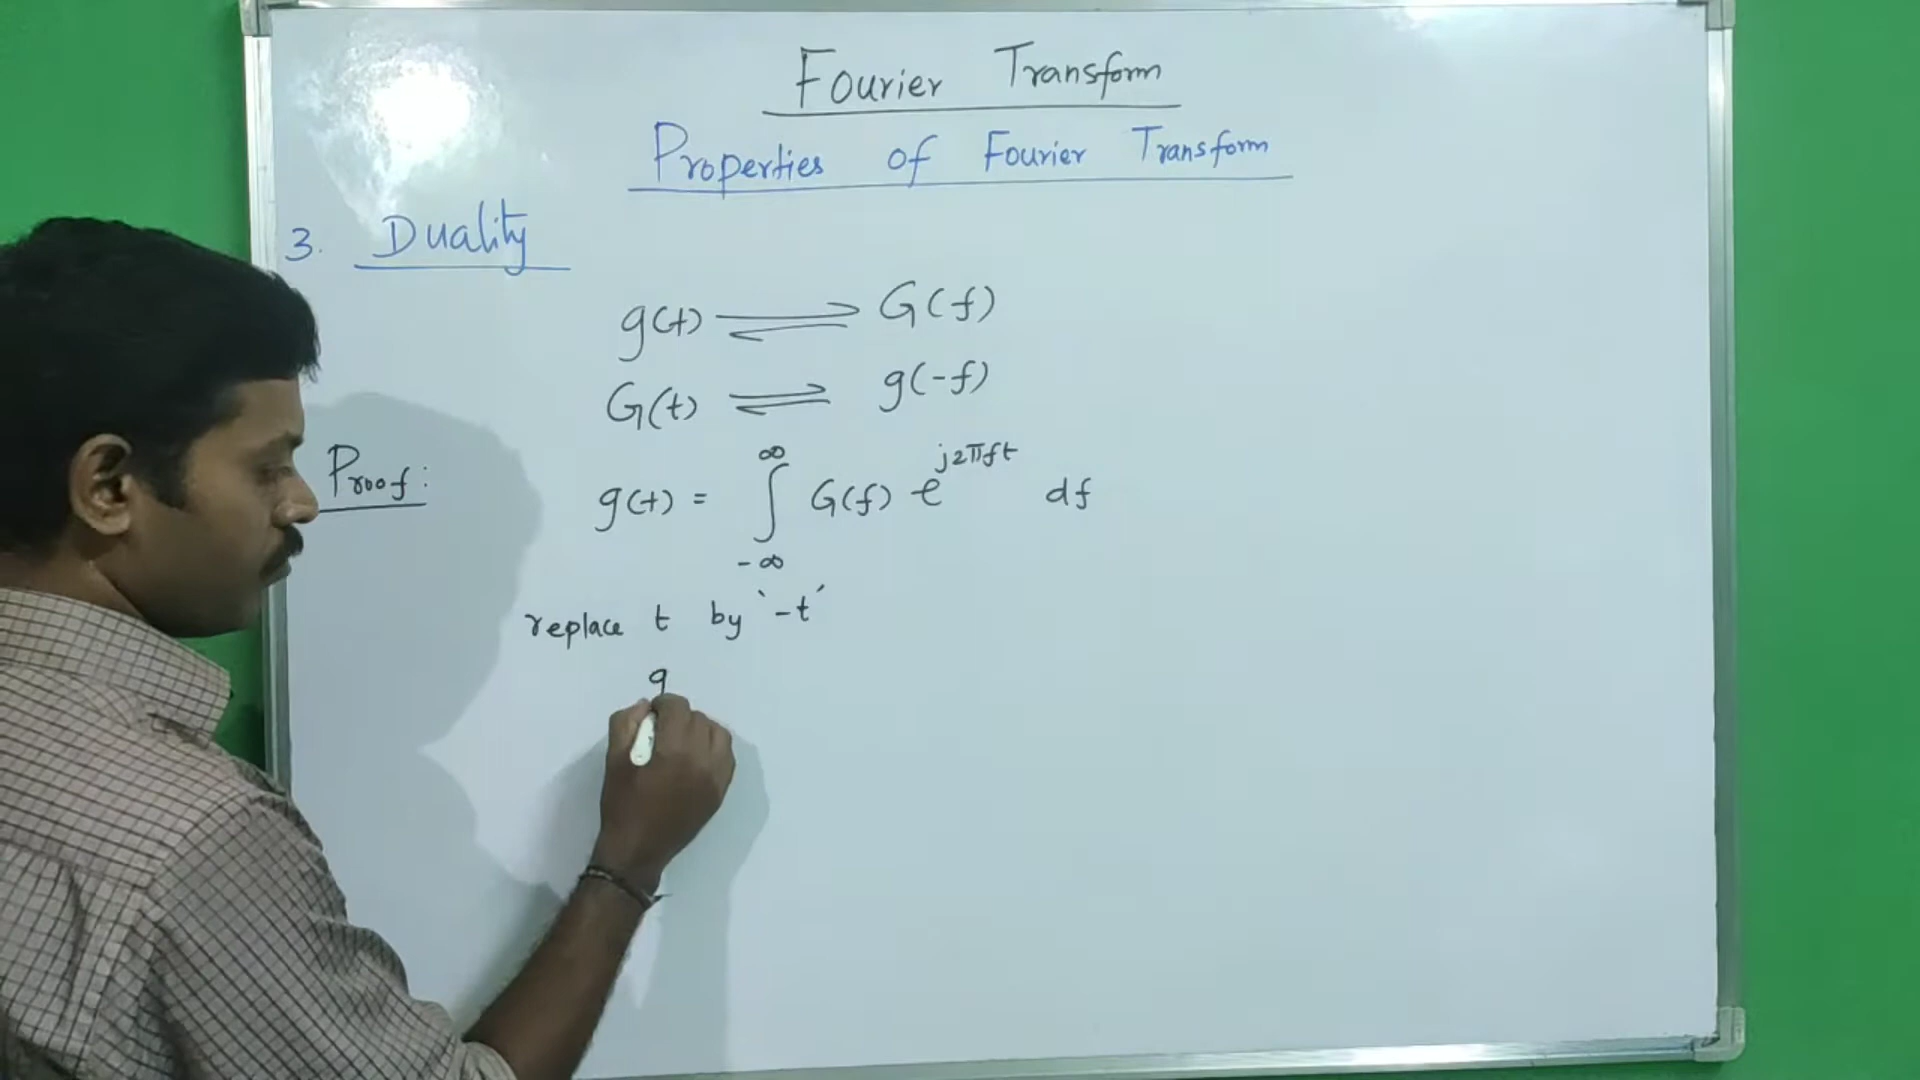 Fourier Transform
Properties of Fourier Transform
3. Duality
g(t) ⇌ G(f)
G(t) ⇌ g(-f)
Proof: g(t) = ∫_{-∞}^{∞} G(f) e^{j2πft} df
replace t by '-t'
g